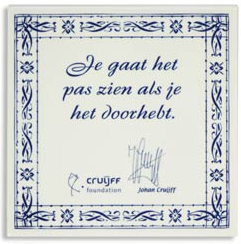 Je gaat het
pas zien als je
het doorhebt.
cruijff
foundation
Johan Cruijff